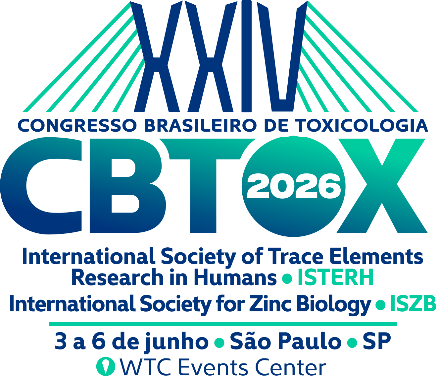 XXIV
CONGRESSO BRASILEIRO DE TOXICOLOGIA
CBTOX
2026
International Society of Trace Elements
Research in Humans • ISTERH
International Society for Zinc Biology • ISZB
3 a 6 de junho • São Paulo • SP
WTC Events Center